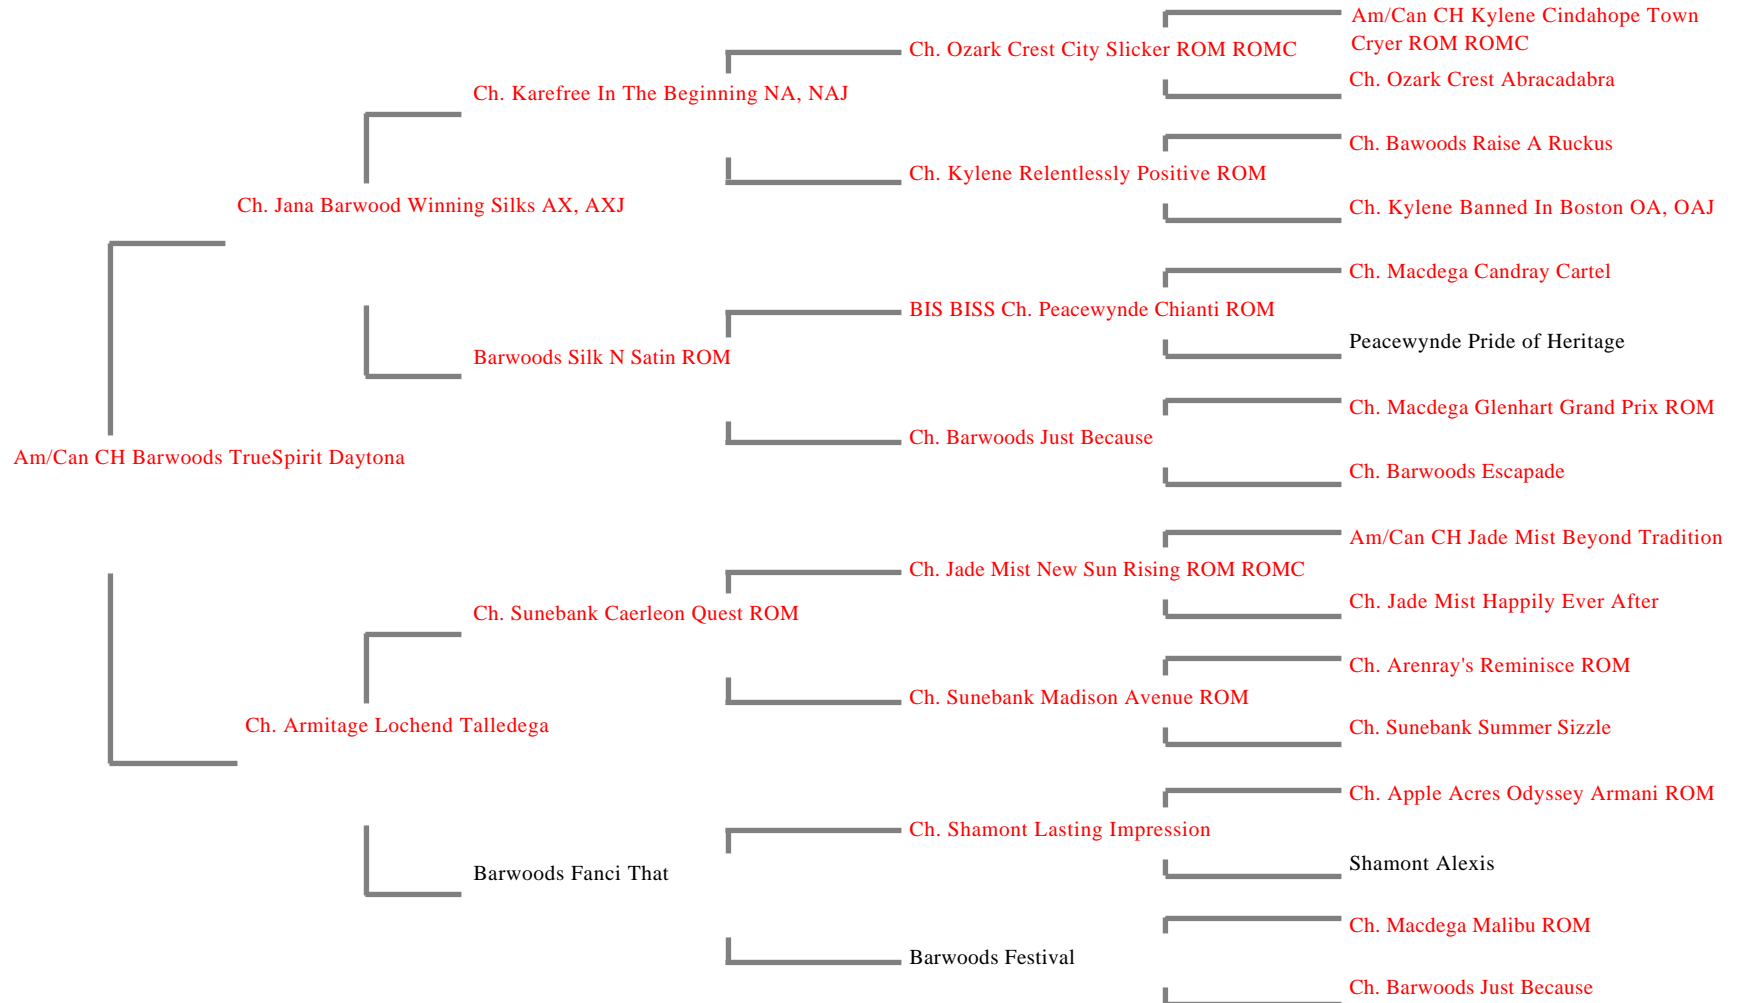 Am/Can CH Kylene Cindahope Town
Cryer ROM ROMC
Ch. Ozark Crest City Slicker ROM ROMC
Ch. Ozark Crest Abracadabra
Ch. Karefree In The Beginning NA, NAJ
Ch. Bawoods Raise A Ruckus
Ch. Kylene Relentlessly Positive ROM
Ch. Kylene Banned In Boston OA, OAJ
Ch. Jana Barwood Winning Silks AX, AXJ
Ch. Macdega Candray Cartel
BIS BISS Ch. Peacewynde Chianti ROM
Peacewynde Pride of Heritage
Barwoods Silk N Satin ROM
Ch. Macdega Glenhart Grand Prix ROM
Ch. Barwoods Just Because
Ch. Barwoods Escapade
Am/Can CH Barwoods TrueSpirit Daytona
Am/Can CH Jade Mist Beyond Tradition
Ch. Jade Mist New Sun Rising ROM ROMC
Ch. Jade Mist Happily Ever After
Ch. Sunebank Caerleon Quest ROM
Ch. Arenray's Reminisce ROM
Ch. Sunebank Madison Avenue ROM
Ch. Sunebank Summer Sizzle
Ch. Armitage Lochend Talledega
Ch. Apple Acres Odyssey Armani ROM
Ch. Shamont Lasting Impression
Shamont Alexis
Barwoods Fanci That
Ch. Macdega Malibu ROM
Barwoods Festival
Ch. Barwoods Just Because